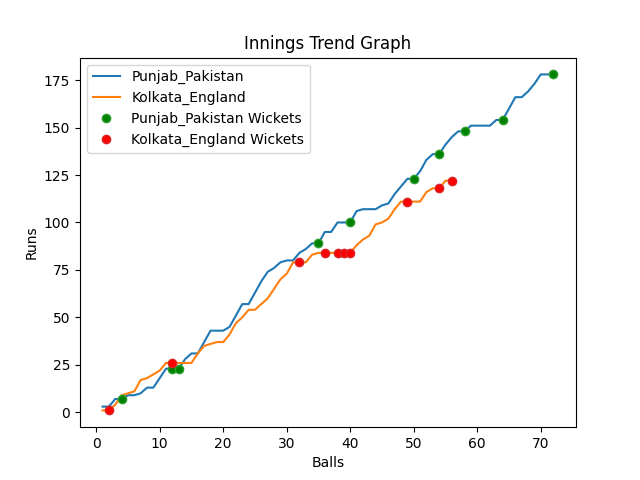 Innings Trend Graph
Punjab_Pakistan
Kolkata_England
Punjab_Pakistan Wickets
Kolkata_England Wickets
Runs
175
150
125
100
75
50
25
0
0 10 20 30 40 50 60 70
Balls